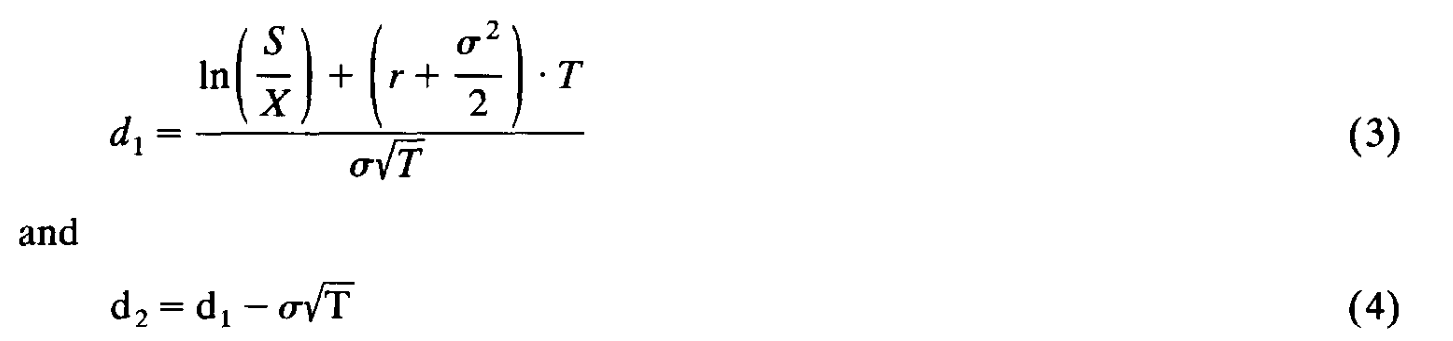 d₁ = (ln(S/X) + (r + σ²/2) · T) / (σ√T) (3)
and
d₂ = d₁ − σ√T (4)